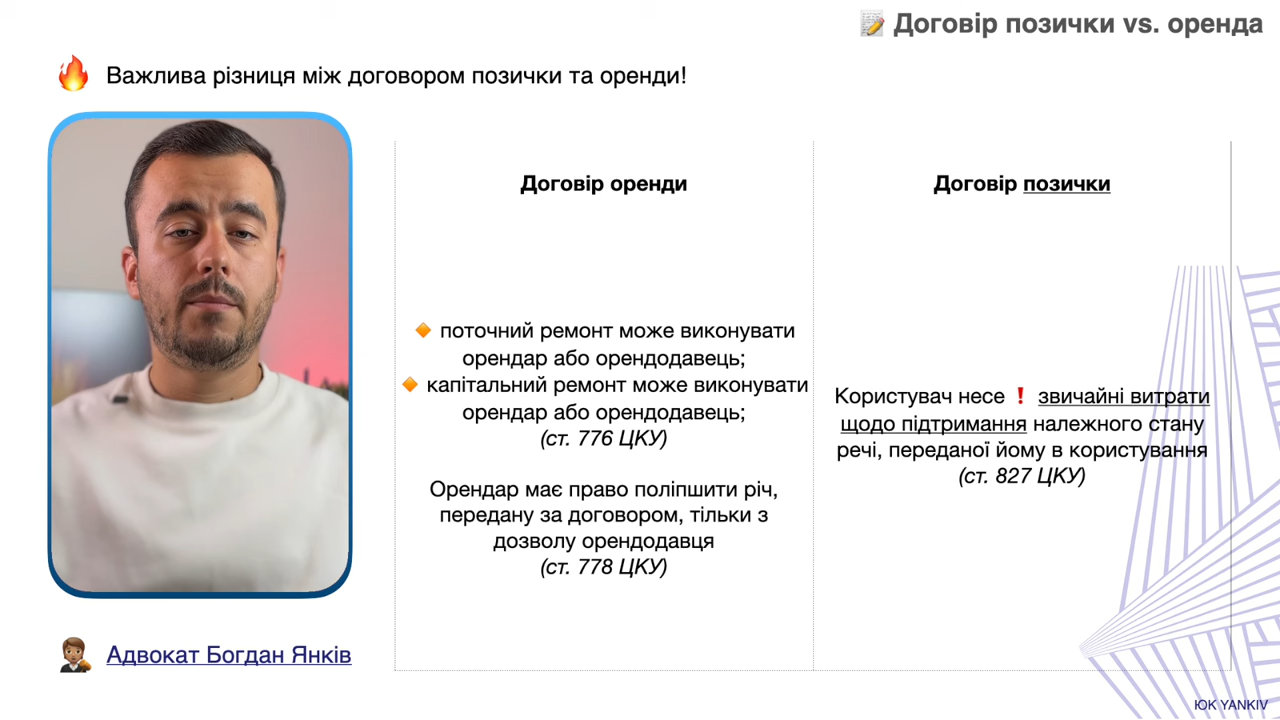 Договір позички vs. оренда
Важлива різниця між договором позички та оренди!
Договір оренди
поточний ремонт може виконувати
орендар або орендодавець;
капітальний ремонт може виконувати
орендар або орендодавець;
(ст. 776 ЦКУ)
Орендар має право поліпшити річ,
передану за договором, тільки з
дозволу орендодавця
(ст. 778 ЦКУ)
Договір позички
Користувач несе ❗ звичайні витрати
щодо підтримання належного стану
речі, переданої йому в користування
(ст. 827 ЦКУ)
Адвокат Богдан Янків
ЮК YANKIV